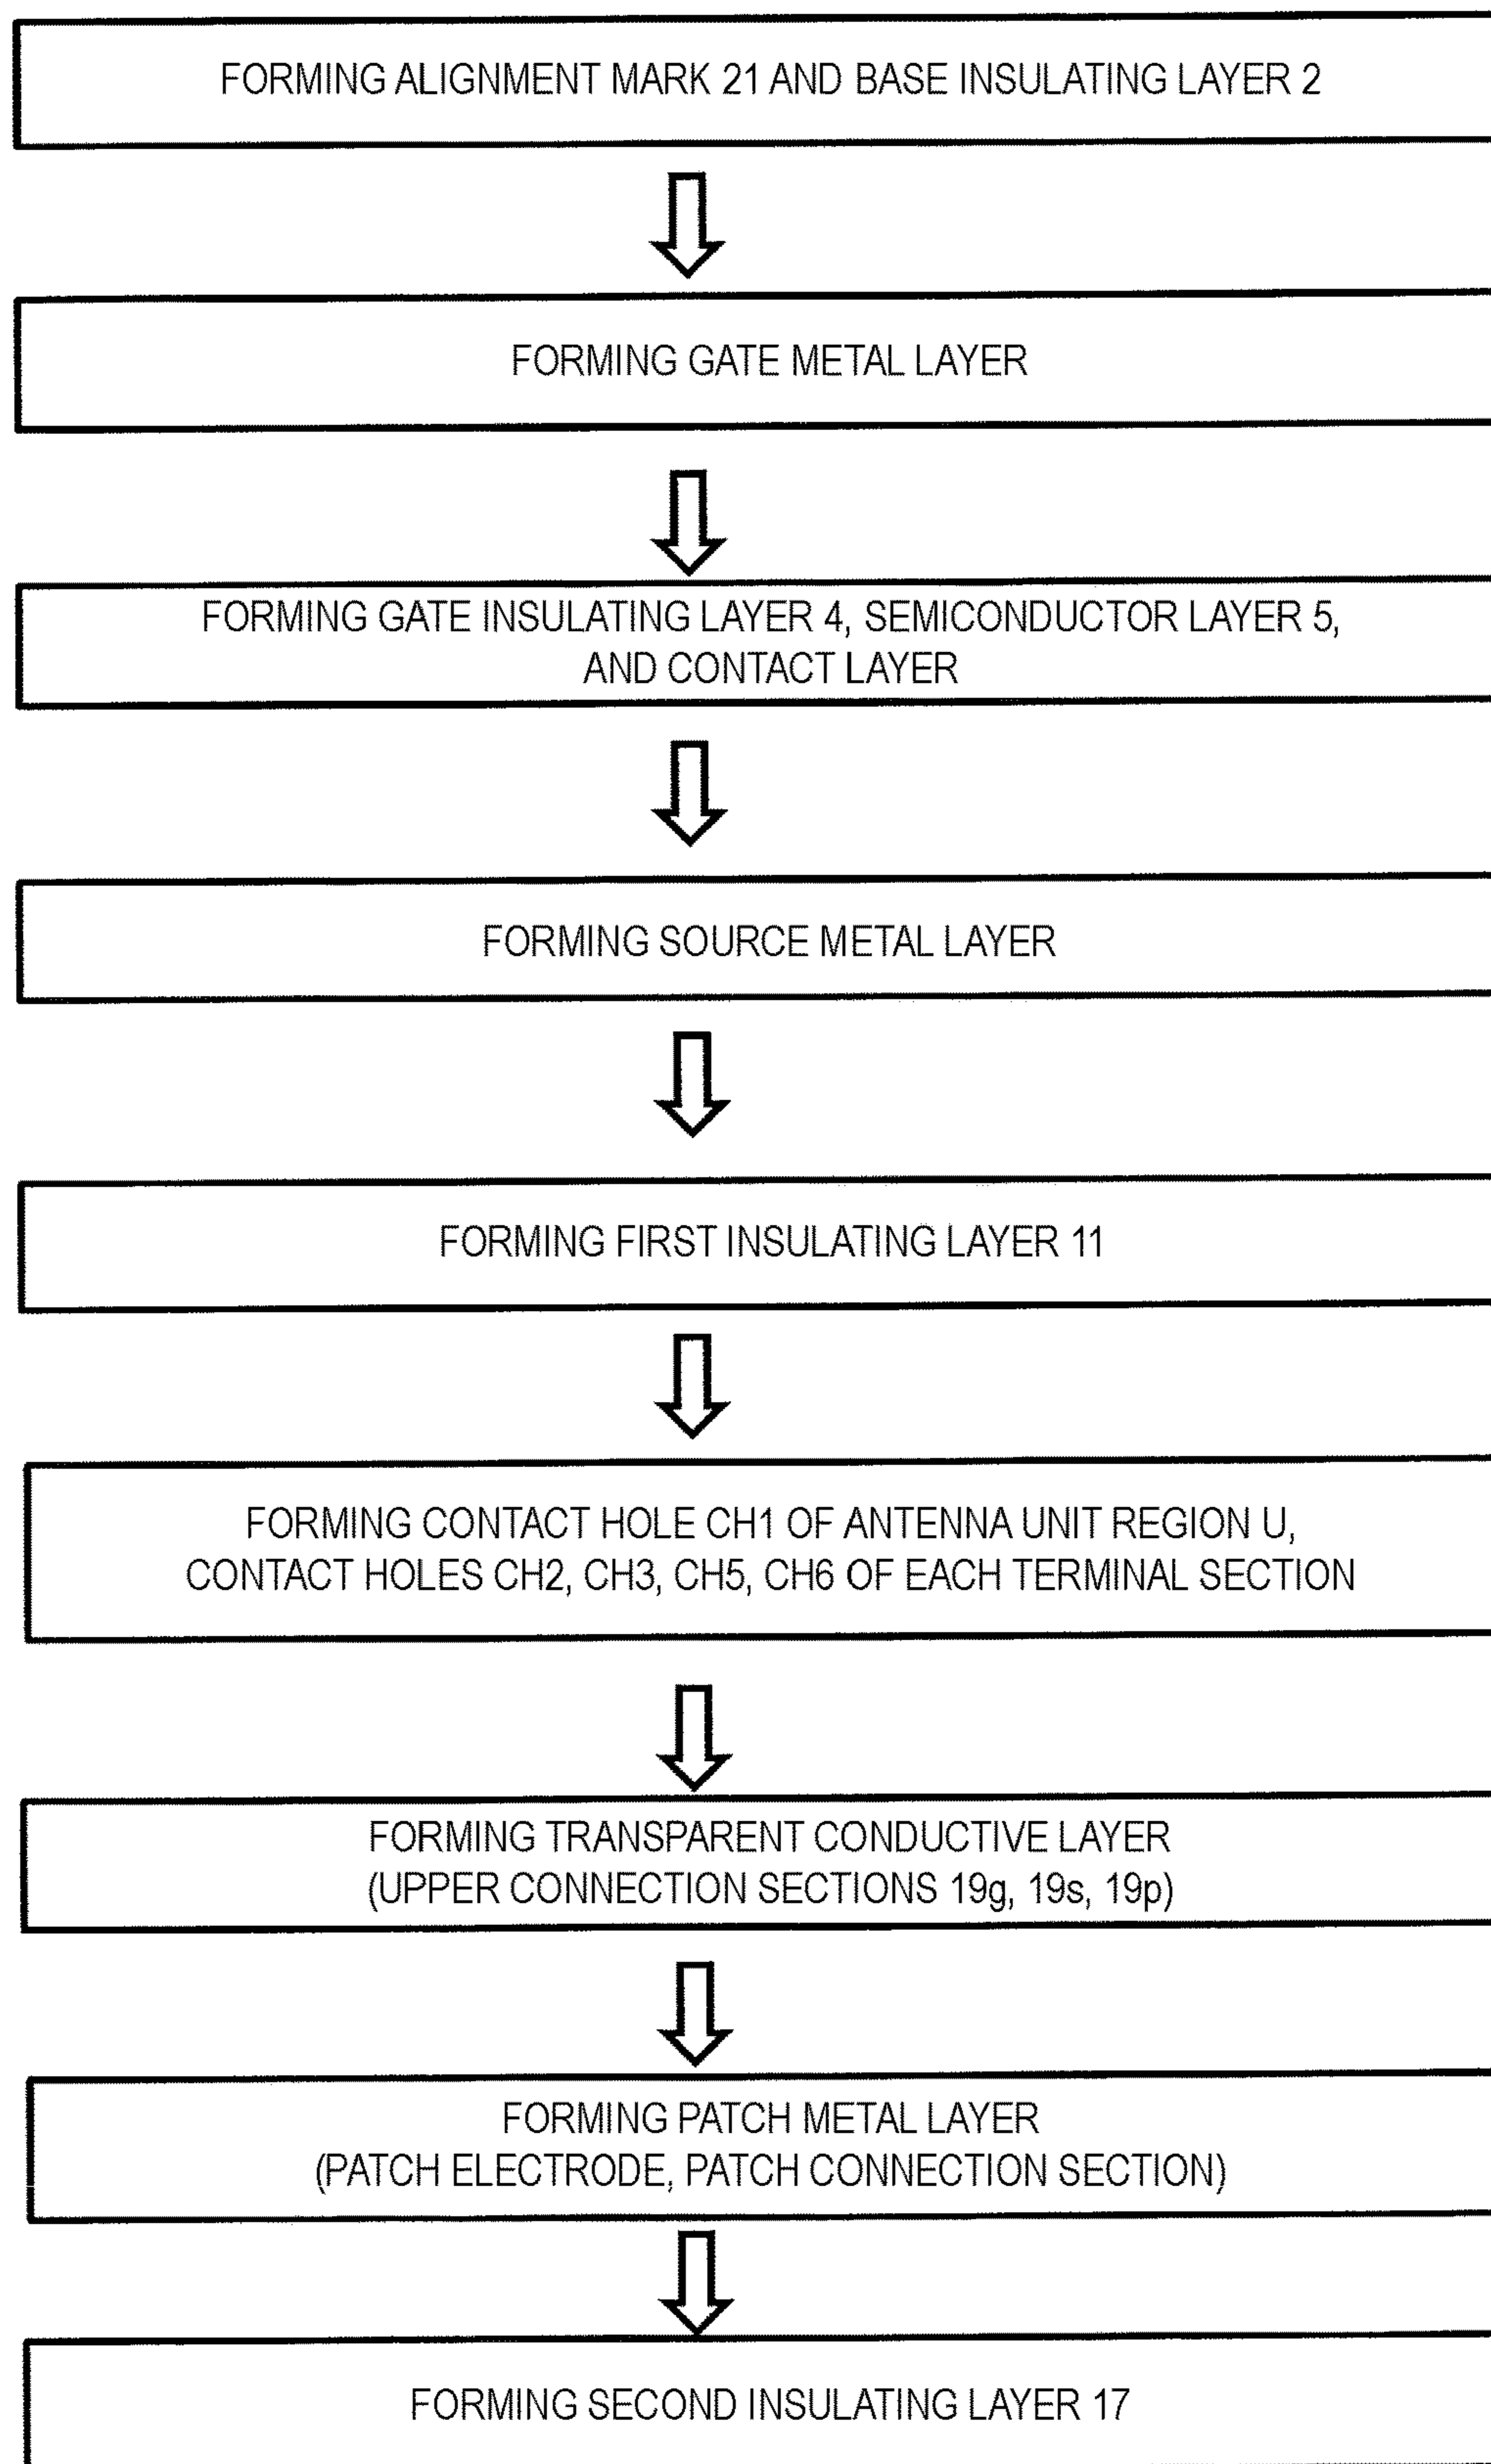 FORMING ALIGNMENT MARK 21 AND BASE INSULATING LAYER 2
FORMING GATE METAL LAYER
FORMING GATE INSULATING LAYER 4, SEMICONDUCTOR LAYER 5,
AND CONTACT LAYER
FORMING SOURCE METAL LAYER
FORMING FIRST INSULATING LAYER 11
FORMING CONTACT HOLE CH1 OF ANTENNA UNIT REGION U,
CONTACT HOLES CH2, CH3, CH5, CH6 OF EACH TERMINAL SECTION
FORMING TRANSPARENT CONDUCTIVE LAYER
(UPPER CONNECTION SECTIONS 19g, 19s, 19p)
FORMING PATCH METAL LAYER
(PATCH ELECTRODE, PATCH CONNECTION SECTION)
FORMING SECOND INSULATING LAYER 17